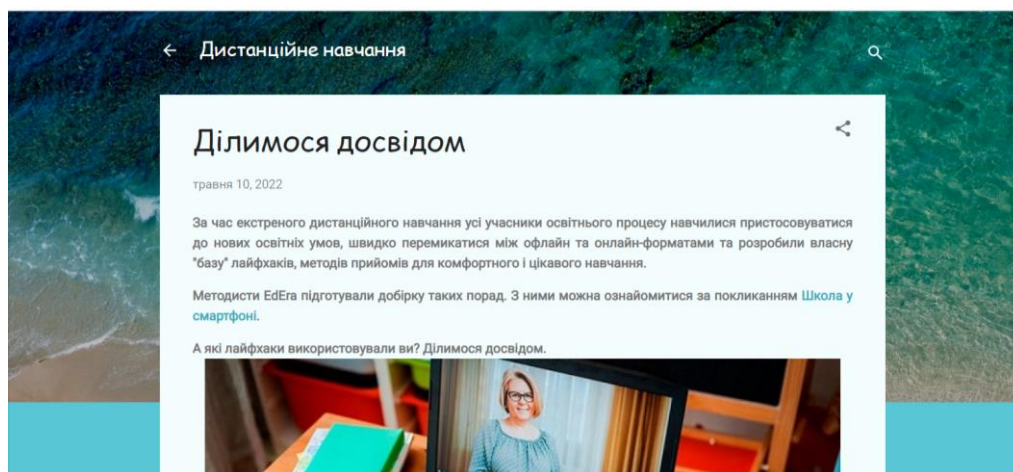 Дистанційне навчання
Ділимося досвідом
травня 10, 2022
За час екстреного дистанційного навчання усі учасники освітнього процесу навчилися пристосовуватися
до нових освітніх умов, швидко перемикатися між офлайн та онлайн-форматами та розробили власну
"базу" лайфхаків, методів прийомів для комфортного і цікавого навчання.
Методисти EdEra підготували добірку таких порад. З ними можна ознайомитися за покликанням Школа у
смартфоні.
А які лайфхаки використовували ви? Ділимося досвідом.